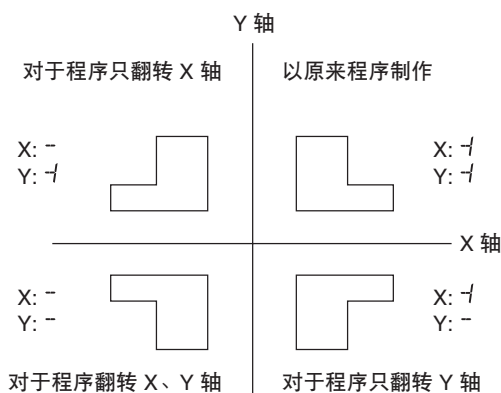 Y 轴
对于程序只翻转 X 轴
以原来程序制作
X: -
Y: -/
X: -/
Y: -/
X 轴
X: -
Y: -
X: -/
Y: -
对于程序翻转 X、Y 轴
对于程序只翻转 Y 轴